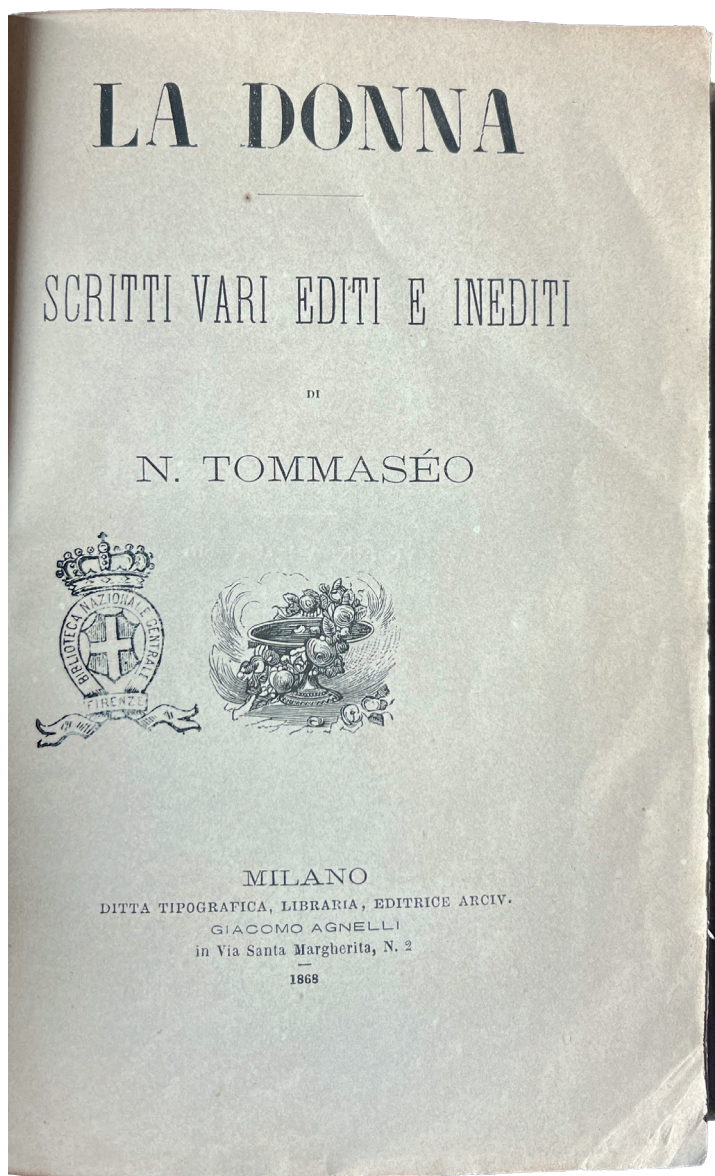 LA DONNA
SCRITTI VARI EDITI E INEDITI
DI
N. TOMMASÉO
BIBLIOTECA NAZIONALE CENTRALE
FIRENZE
MILANO
DITTA TIPOGRAFICA, LIBRARIA, EDITRICE ARCIV.
GIACOMO AGNELLI
in Via Santa Margherita, N. 2
1868